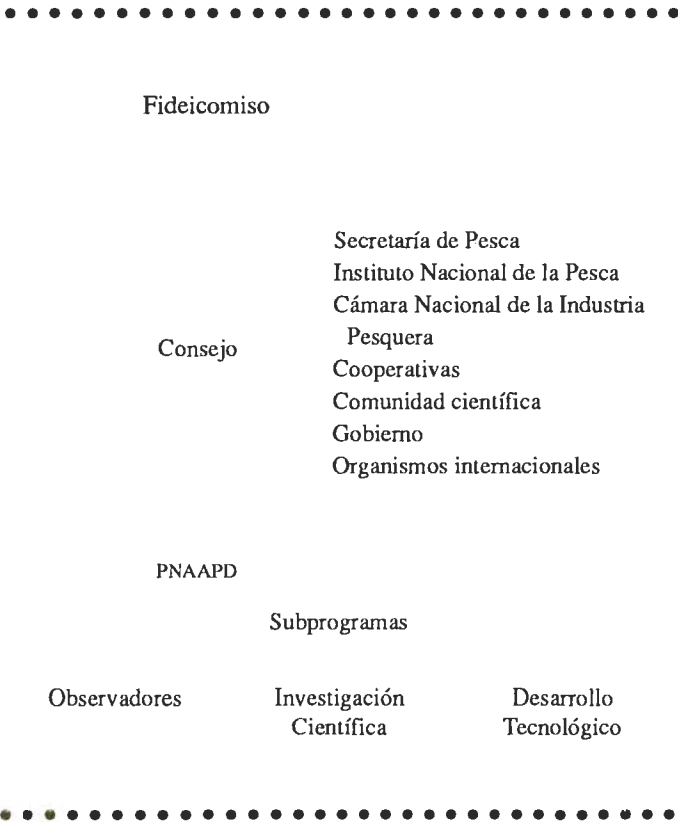 Fideicomiso
Secretaría de Pesca
Instituto Nacional de la Pesca
Cámara Nacional de la Industria
Pesquera
Consejo
Cooperativas
Comunidad científica
Gobierno
Organismos internacionales
PNAAPD
Subprogramas
Observadores
Investigación
Científica
Desarrollo
Tecnológico